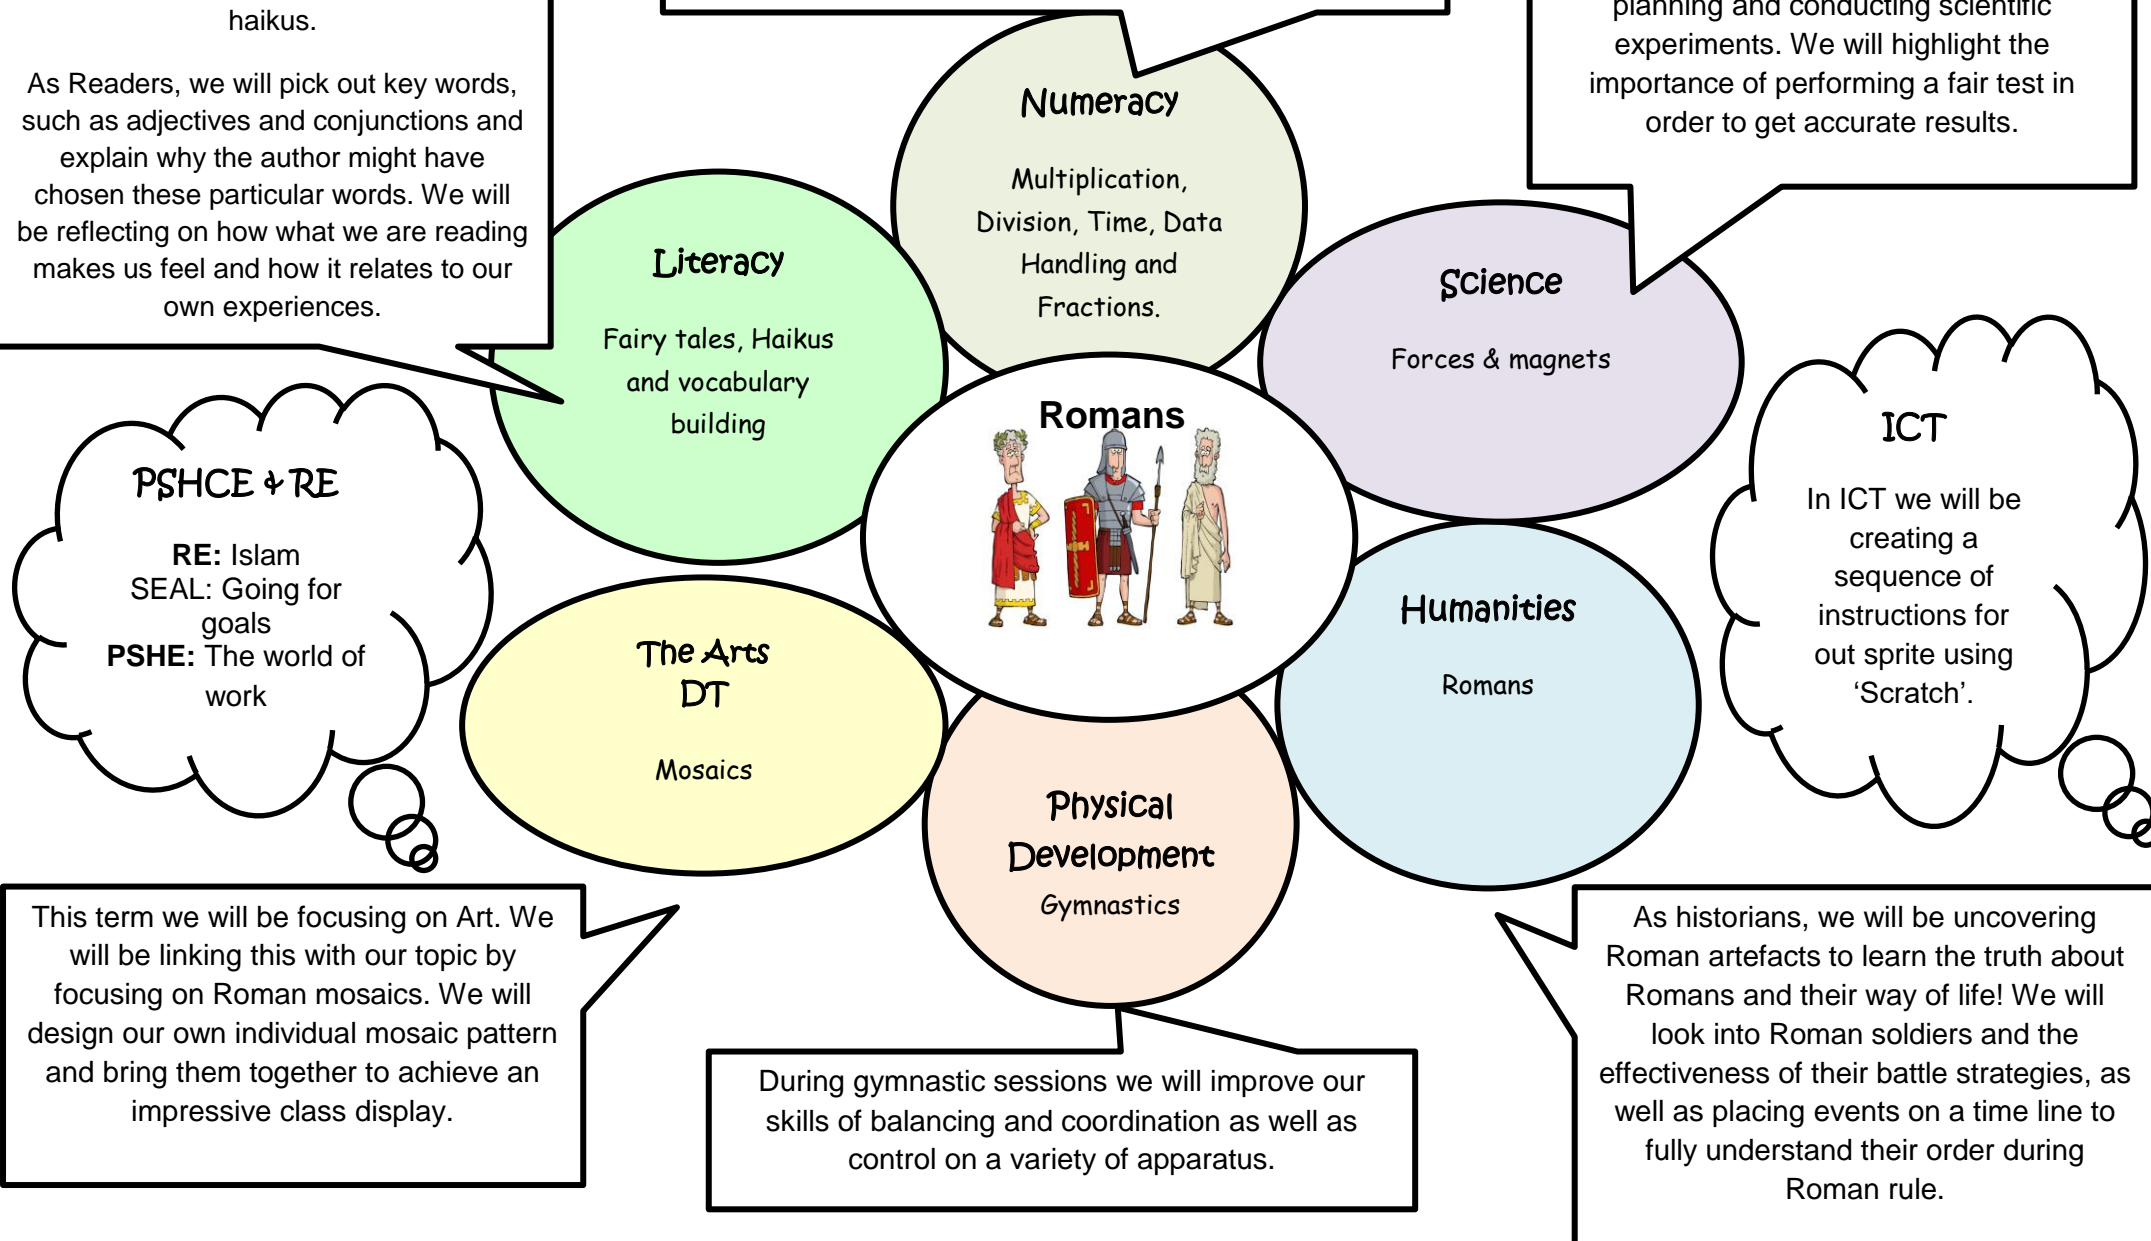 haikus.
As Readers, we will pick out key words,
such as adjectives and conjunctions and
explain why the author might have
chosen these particular words. We will
be reflecting on how what we are reading
makes us feel and how it relates to our
own experiences.
planning and conducting scientific
experiments. We will highlight the
importance of performing a fair test in
order to get accurate results.
Numeracy
Multiplication,
Division, Time, Data
Handling and
Fractions.
Literacy
Fairy tales, Haikus
and vocabulary
building
Science
Forces & magnets
Romans
PSHCE & RE
RE: Islam
SEAL: Going for
goals
PSHE: The world of
work
ICT
In ICT we will be
creating a
sequence of
instructions for
out sprite using
‘Scratch’.
The Arts
DT
Mosaics
Humanities
Romans
Physical
Development
Gymnastics
This term we will be focusing on Art. We
will be linking this with our topic by
focusing on Roman mosaics. We will
design our own individual mosaic pattern
and bring them together to achieve an
impressive class display.
During gymnastic sessions we will improve our
skills of balancing and coordination as well as
control on a variety of apparatus.
As historians, we will be uncovering
Roman artefacts to learn the truth about
Romans and their way of life! We will
look into Roman soldiers and the
effectiveness of their battle strategies, as
well as placing events on a time line to
fully understand their order during
Roman rule.